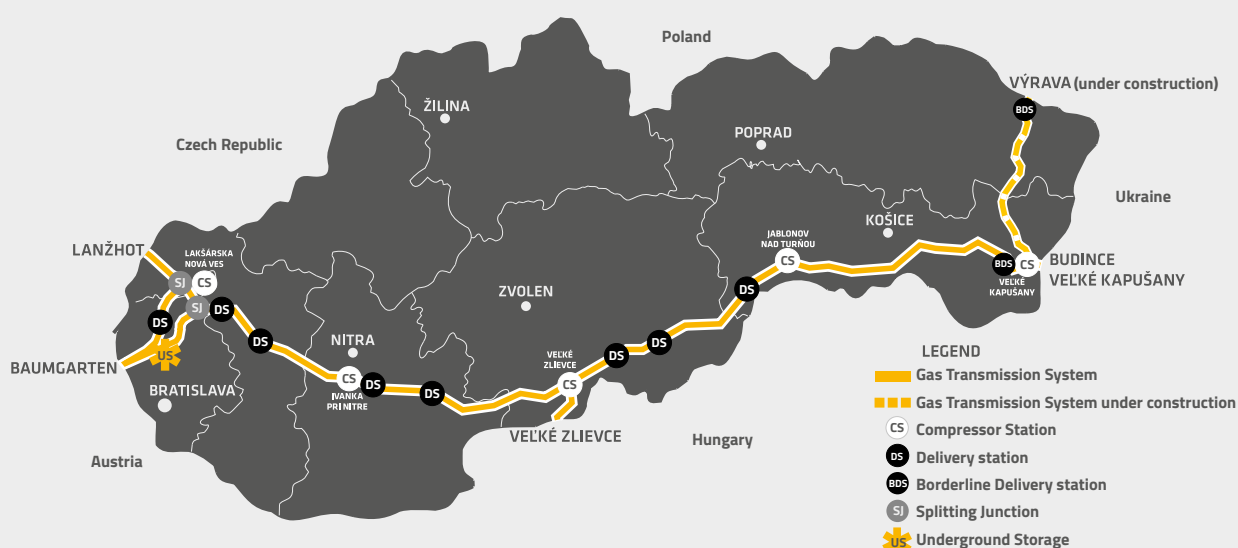 Poland
VÝRAVA (under construction)
BDS
ŽILINA
Czech Republic
POPRAD
Ukraine
KOŠICE
LANŽHOT
LAKŠÁRSKA
NOVÁ VES
JABLONOV
NAD TURŇOU
SJ
CS
CS
BDS
CS
BUDINCE
VEĽKÉ KAPUŠANY
VEĽKÉ
KAPUŠANY
ZVOLEN
DS
SJ
DS
DS
DS
DS
NITRA
DS
DS
US
VEĽKÉ
ZLIEVCE
BAUMGARTEN
BRATISLAVA
CS
DS
DS
CS
IVANKA
PRI NITRE
VEĽKÉ ZLIEVCE
Hungary
Austria
LEGEND
Gas Transmission System
Gas Transmission System under construction
CS Compressor Station
DS Delivery station
BDS Borderline Delivery station
SJ Splitting Junction
US Underground Storage